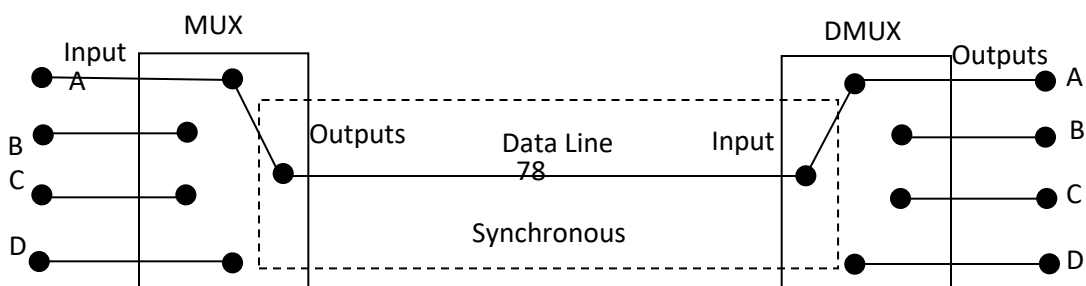 MUX
DMUX
Input
A
Outputs
A
Outputs
Data Line
78
Input
B
B
C
C
Synchronous
D
D